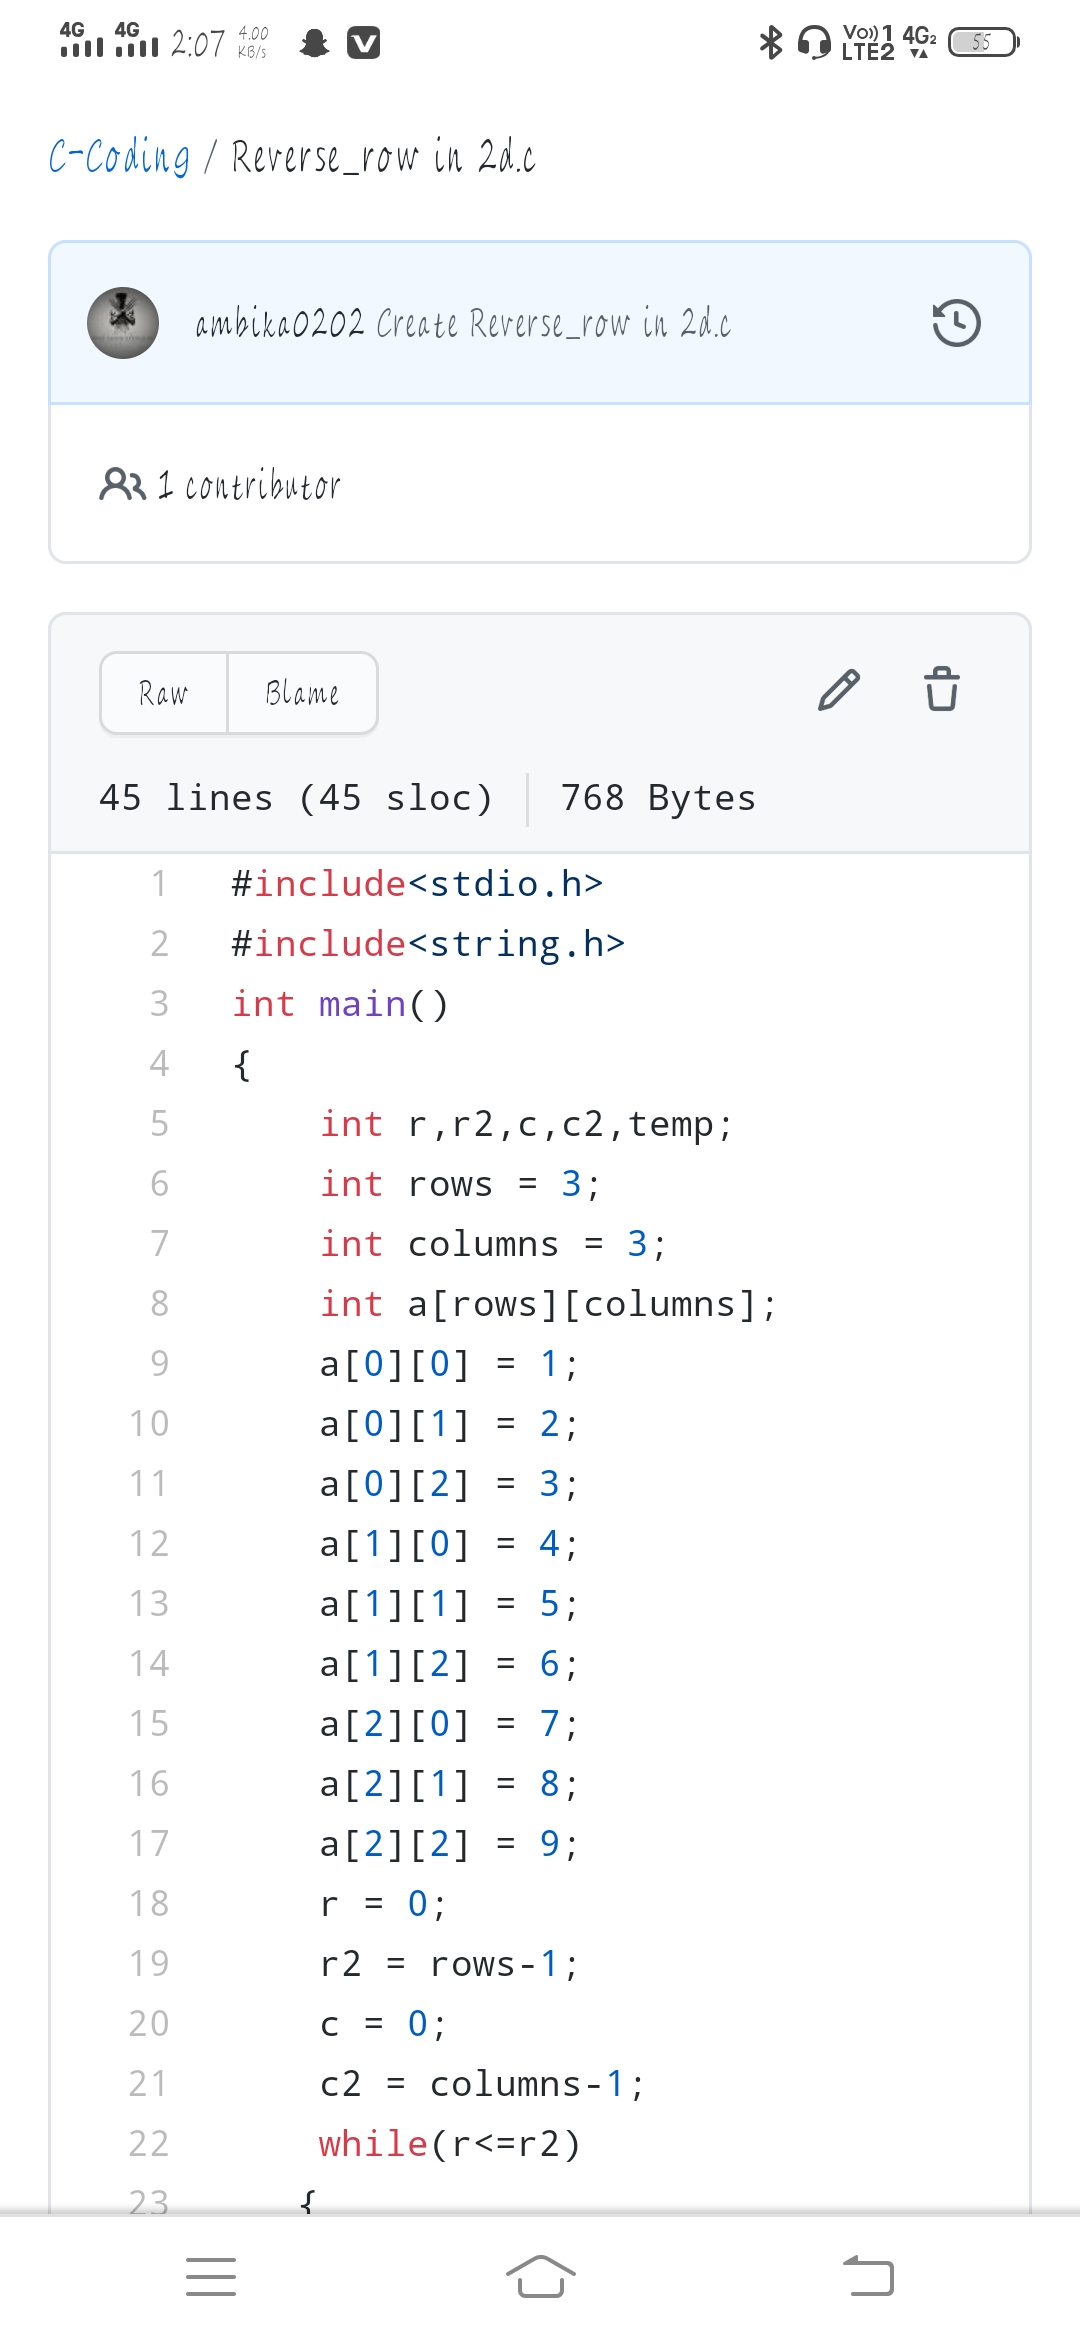 4G 4G 2:07 4.00 KB/s Vo)) 1 LTE2 4G2 55
C-Coding / Reverse_row in 2d.c
ambika0202 Create Reverse_row in 2d.c
1 contributor
Raw Blame
45 lines (45 sloc) 768 Bytes
1 #include<stdio.h>
2 #include<string.h>
3 int main()
4 {
5 int r,r2,c,c2,temp;
6 int rows = 3;
7 int columns = 3;
8 int a[rows][columns];
9 a[0][0] = 1;
10 a[0][1] = 2;
11 a[0][2] = 3;
12 a[1][0] = 4;
13 a[1][1] = 5;
14 a[1][2] = 6;
15 a[2][0] = 7;
16 a[2][1] = 8;
17 a[2][2] = 9;
18 r = 0;
19 r2 = rows-1;
20 c = 0;
21 c2 = columns-1;
22 while(r<=r2)
23 {